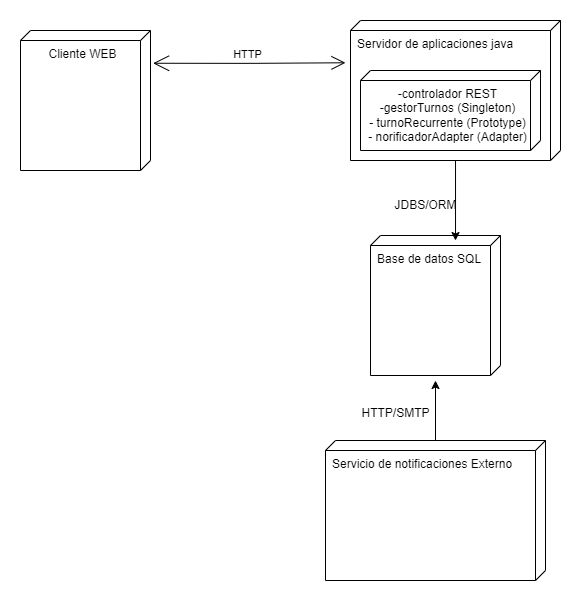 Cliente WEB
HTTP
Servidor de aplicaciones java
-controlador REST
-gestorTurnos (Singleton)
- turnoRecurrente (Prototype)
- norificadorAdapter (Adapter)
JDBS/ORM
Base de datos SQL
HTTP/SMTP
Servicio de notificaciones Externo